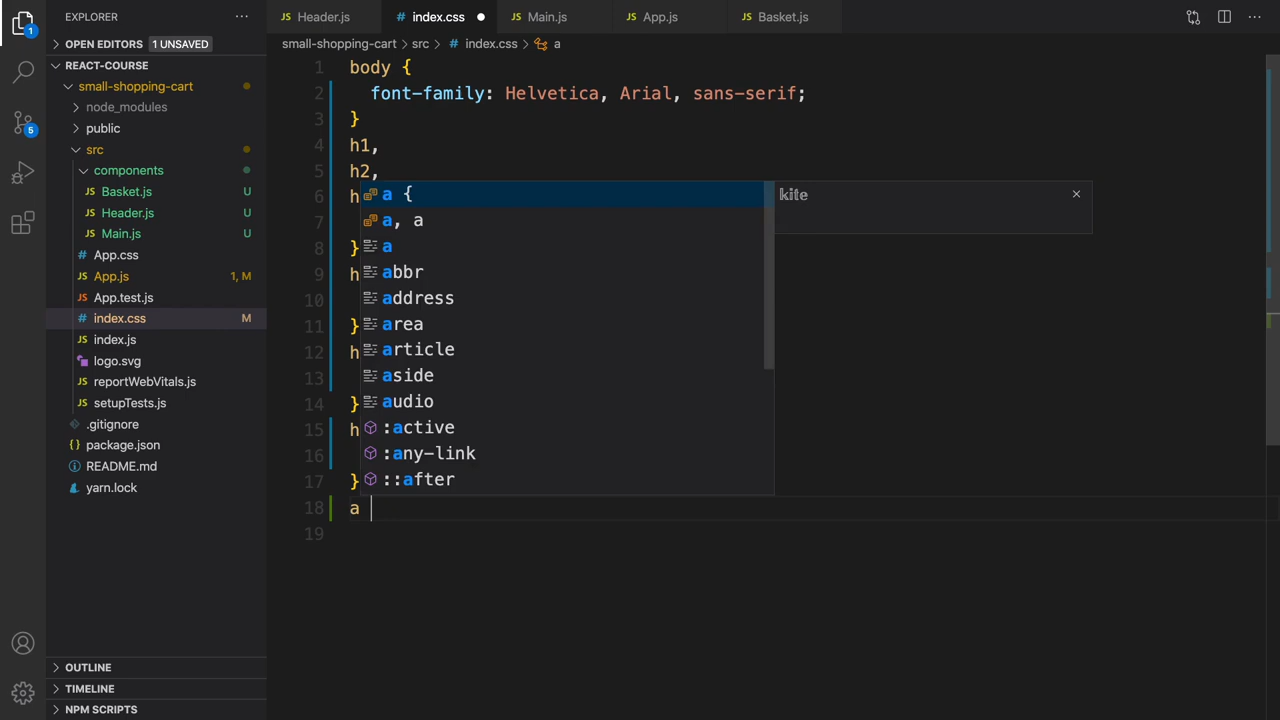 EXPLORER
Header.js
index.css
Main.js
App.js
Basket.js
OPEN EDITORS 1 UNSAVED
small-shopping-cart > src > # index.css > a
REACT-COURSE
small-shopping-cart
node_modules
public
src
components
Basket.js U
Header.js U
Main.js U
App.css
App.js 1, M
App.test.js
index.css M
index.js
logo.svg
reportWebVitals.js
setupTests.js
.gitignore
package.json
README.md
yarn.lock
OUTLINE
TIMELINE
NPM SCRIPTS
1
5
1 body {
2 font-family: Helvetica, Arial, sans-serif;
3 }
4 h1,
5 h2,
6 h
7
8 }
9 h
10
11 }
12 h
13
14 }
15 h
16
17 }
18 a
19
a {
a, a
a
abbr
address
area
article
aside
audio
:active
:any-link
::after
kite